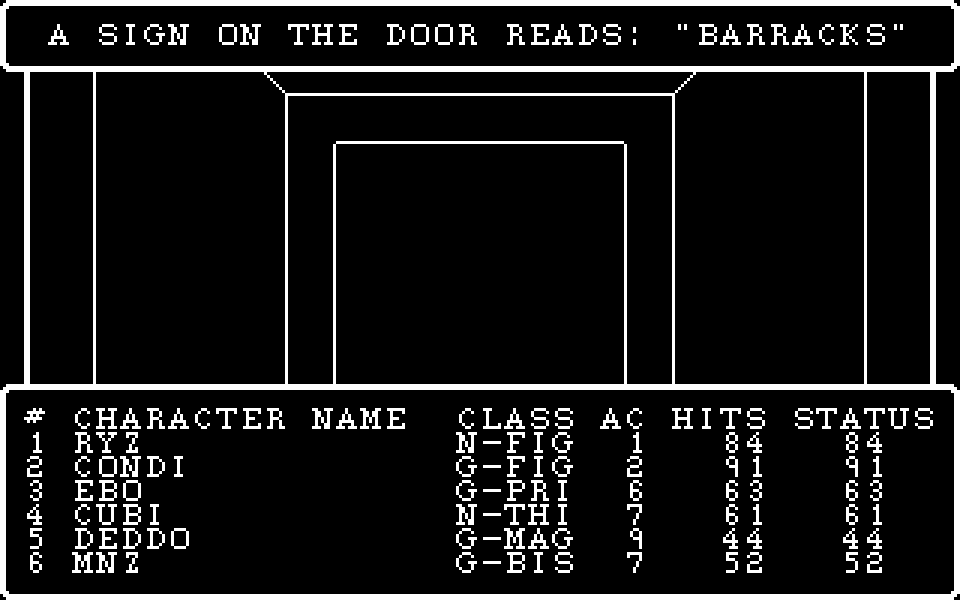 A SIGN ON THE DOOR READS: "BARRACKS"
# CHARACTER NAME CLASS AC HITS STATUS
1 RYZ N-FIG 1 84 84
2 CONDI G-FIG 2 91 91
3 EBO G-PRI 6 63 63
4 CUBI N-THI 7 61 61
5 DEDDO G-MAG 9 44 44
6 MNZ G-BIS 7 52 52